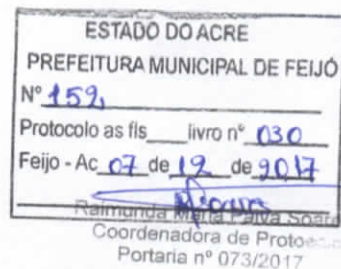 ESTADO DO ACRE
PREFEITURA MUNICIPAL DE FEIJÓ
Nº 159,
Protocolo as fls____livro nº 030
Feijo - Ac 07 de 12 de 2017
Raimunda Maria Paiva Soare
Coordenadora de Protoc
Portaria nº 073/2017